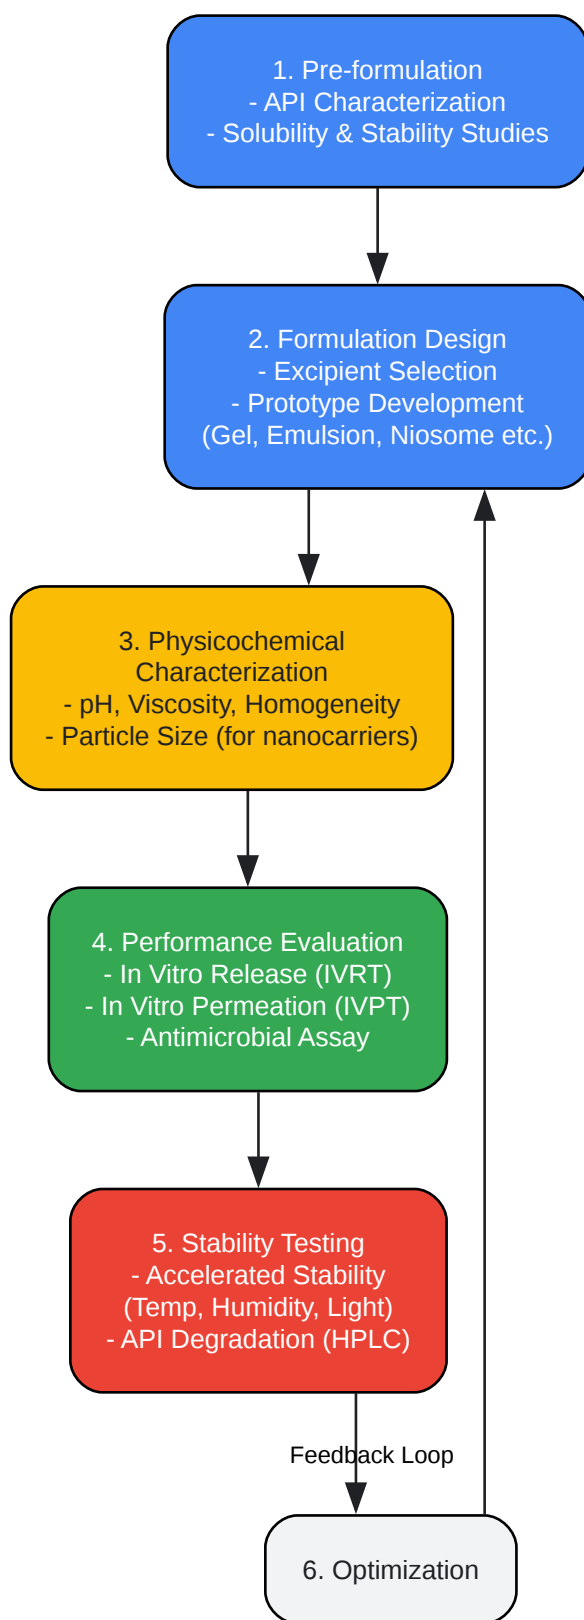 1. Pre-formulation
- API Characterization
- Solubility & Stability Studies
2. Formulation Design
- Excipient Selection
- Prototype Development
(Gel, Emulsion, Niosome etc.)
3. Physicochemical
Characterization
- pH, Viscosity, Homogeneity
- Particle Size (for nanocarriers)
4. Performance Evaluation
- In Vitro Release (IVRT)
- In Vitro Permeation (IVPT)
- Antimicrobial Assay
5. Stability Testing
- Accelerated Stability
(Temp, Humidity, Light)
- API Degradation (HPLC)
Feedback Loop
6. Optimization